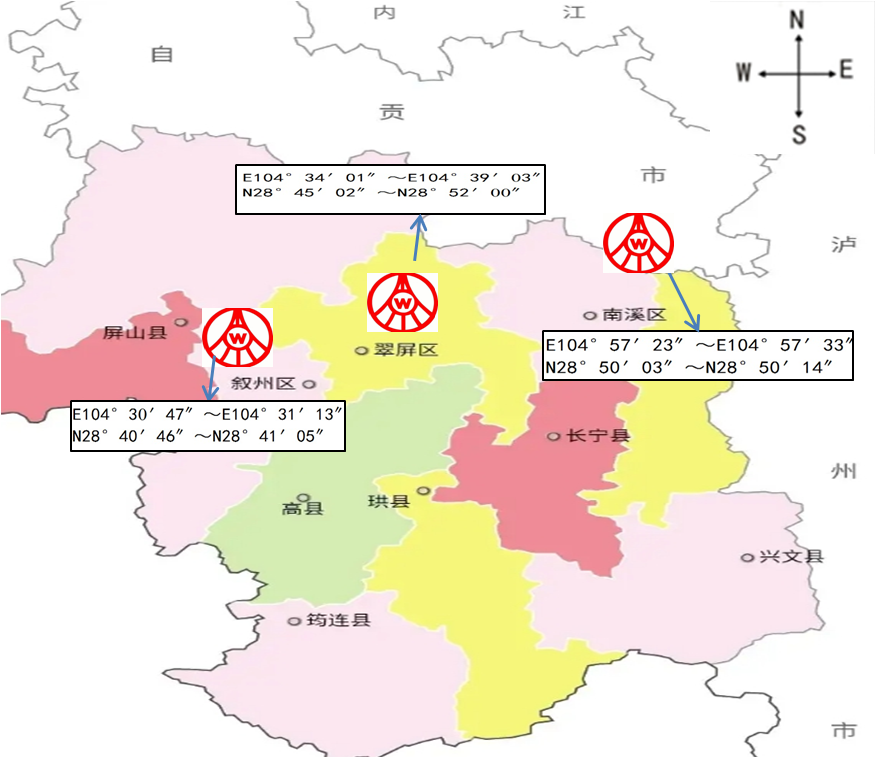 内 江
N
自
W E
贡
S
E104° 34′ 01″ ～E104° 39′ 03″
N28° 45′ 02″ ～N28° 52′ 00″
市
W
泸
W
南溪区
屏山县
W
E104° 57′ 23″ ～E104° 57′ 33″
N28° 50′ 03″ ～N28° 50′ 14″
翠屏区
叙州区
E104° 30′ 47″ ～E104° 31′ 13″
N28° 40′ 46″ ～N28° 41′ 05″
长宁县
州
珙县
高县
兴文县
筠连县
市